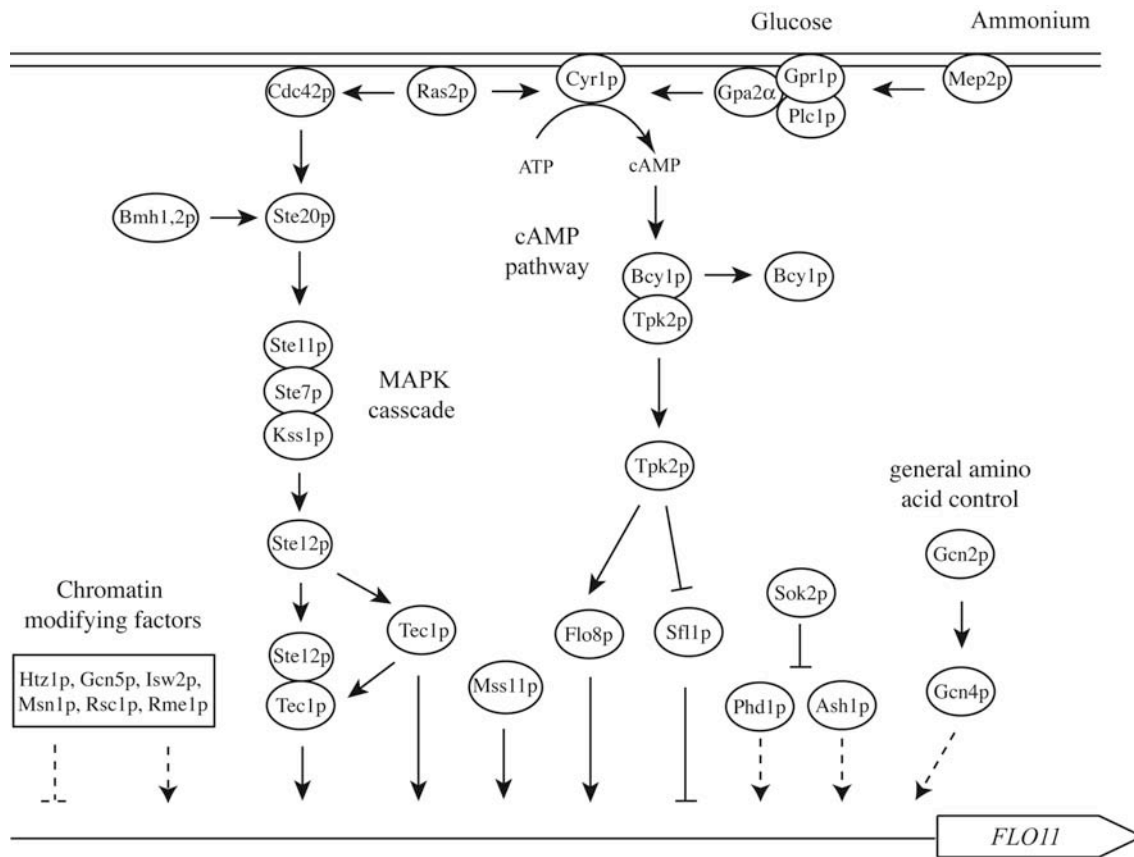 Glucose
Ammonium
Cdc42p
Ras2p
Cyr1p
Gpa2α
Gpr1p
Plc1p
Mep2p
ATP
cAMP
Bmh1,2p
Ste20p
cAMP
pathway
Bcy1p
Bcy1p
Tpk2p
Ste11p
Ste7p
Kss1p
MAPK
casscade
Tpk2p
general amino
acid control
Ste12p
Gcn2p
Chromatin
modifying factors
Sok2p
Tec1p
Flo8p
Sfl1p
Ste12p
Tec1p
Htz1p, Gcn5p, Isw2p,
Msn1p, Rsc1p, Rme1p
Mss11p
Phd1p
Ash1p
Gcn4p
FLO11